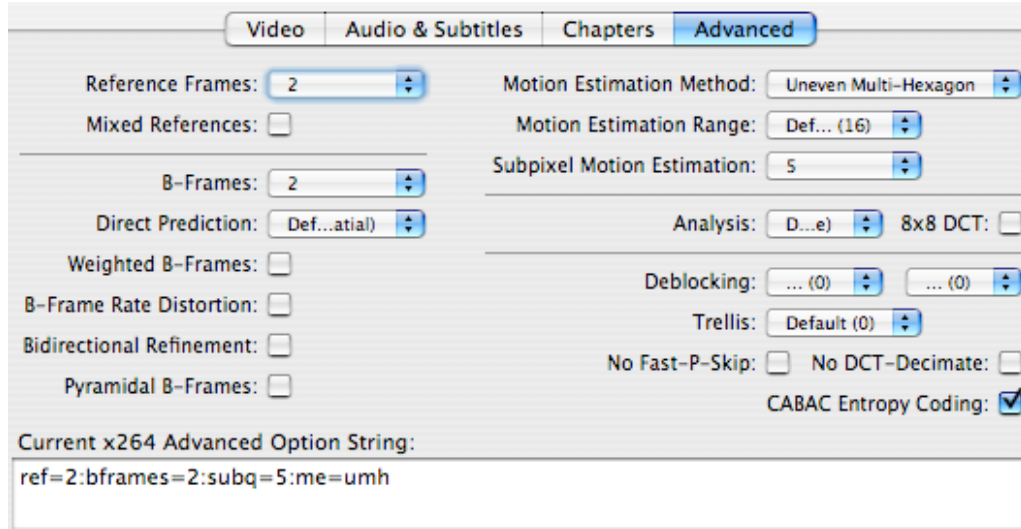 Video Audio & Subtitles Chapters Advanced
Reference Frames: 2
Mixed References:
B-Frames: 2
Direct Prediction: Def...atial)
Weighted B-Frames:
B-Frame Rate Distortion:
Bidirectional Refinement:
Pyramidal B-Frames:
Motion Estimation Method: Uneven Multi-Hexagon
Motion Estimation Range: Def... (16)
Subpixel Motion Estimation: 5
Analysis: D...e) 8x8 DCT:
Deblocking: ... (0) ... (0)
Trellis: Default (0)
No Fast-P-Skip: No DCT-Decimate:
CABAC Entropy Coding:
Current x264 Advanced Option String:
ref=2:bframes=2:subq=5:me=umh